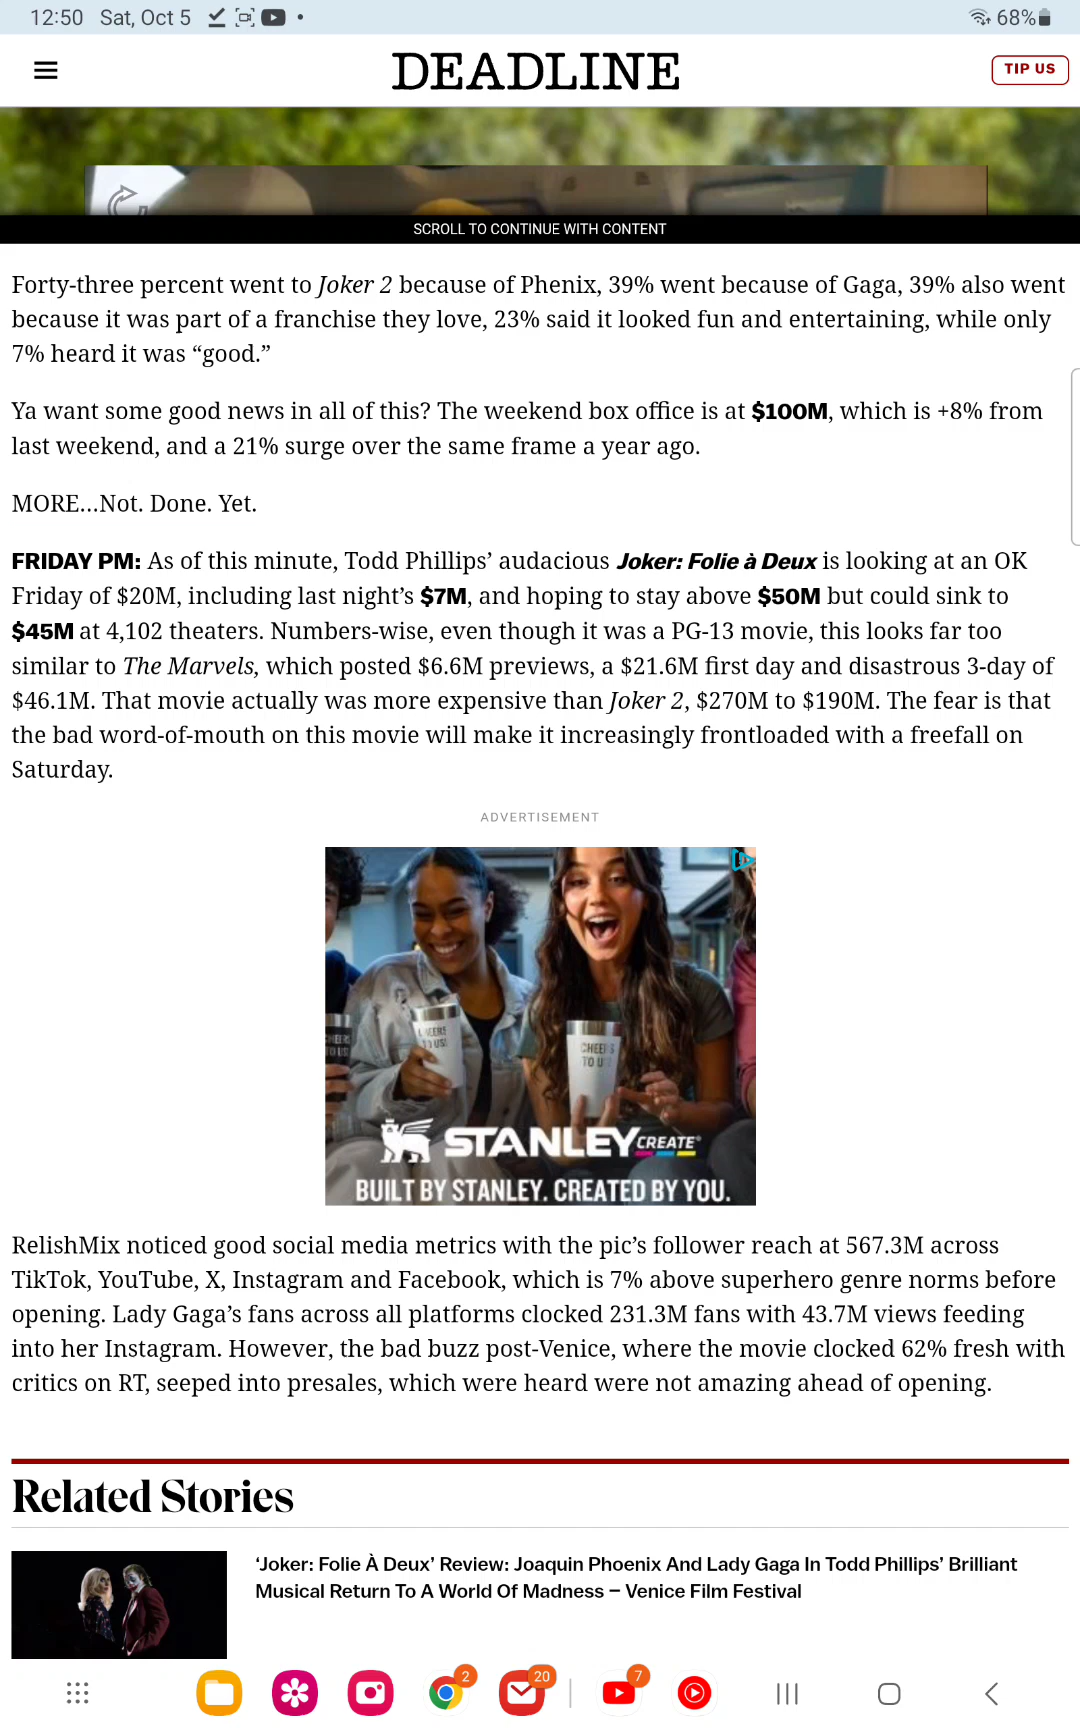 12:50 Sat, Oct 5
68%
DEADLINE
TIP US
SCROLL TO CONTINUE WITH CONTENT
Forty-three percent went to Joker 2 because of Phenix, 39% went because of Gaga, 39% also went
because it was part of a franchise they love, 23% said it looked fun and entertaining, while only
7% heard it was “good.”
Ya want some good news in all of this? The weekend box office is at $100M, which is +8% from
last weekend, and a 21% surge over the same frame a year ago.
MORE…Not. Done. Yet.
FRIDAY PM: As of this minute, Todd Phillips’ audacious Joker: Folie à Deux is looking at an OK
Friday of $20M, including last night’s $7M, and hoping to stay above $50M but could sink to
$45M at 4,102 theaters. Numbers-wise, even though it was a PG-13 movie, this looks far too
similar to The Marvels, which posted $6.6M previews, a $21.6M first day and disastrous 3-day of
$46.1M. That movie actually was more expensive than Joker 2, $270M to $190M. The fear is that
the bad word-of-mouth on this movie will make it increasingly frontloaded with a freefall on
Saturday.
ADVERTISEMENT
CHEERS
TO US
STANLEY CREATE
BUILT BY STANLEY. CREATED BY YOU.
RelishMix noticed good social media metrics with the pic’s follower reach at 567.3M across
TikTok, YouTube, X, Instagram and Facebook, which is 7% above superhero genre norms before
opening. Lady Gaga’s fans across all platforms clocked 231.3M fans with 43.7M views feeding
into her Instagram. However, the bad buzz post-Venice, where the movie clocked 62% fresh with
critics on RT, seeped into presales, which were heard were not amazing ahead of opening.
Related Stories
‘Joker: Folie À Deux’ Review: Joaquin Phoenix And Lady Gaga In Todd Phillips’ Brilliant
Musical Return To A World Of Madness – Venice Film Festival
2
20
7